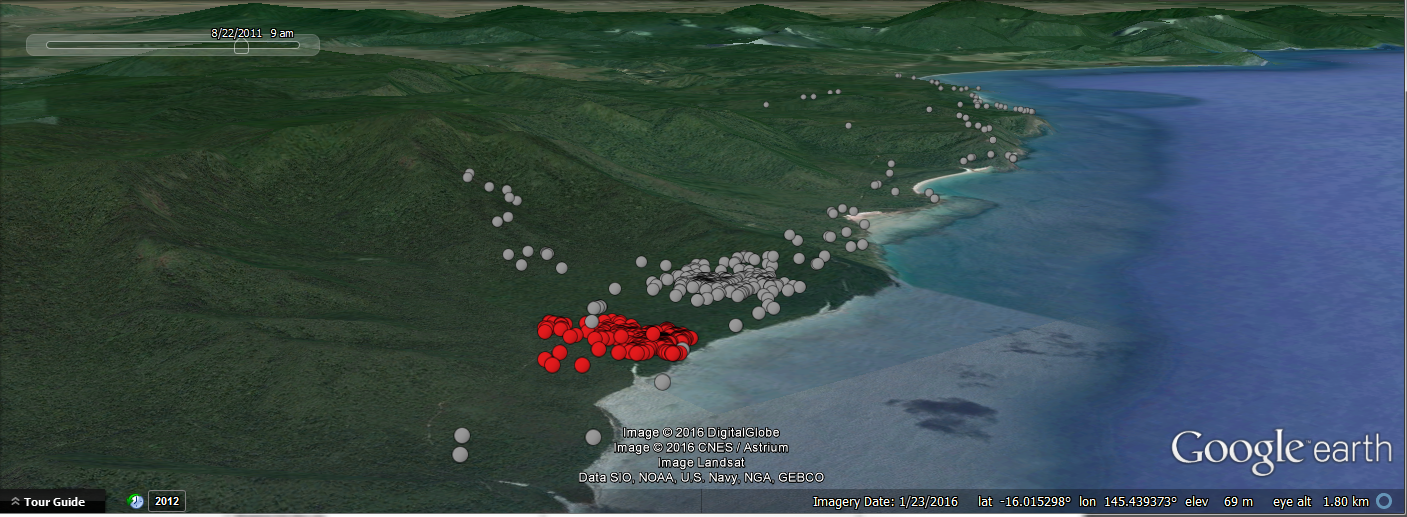 8/22/2011 9 am
Image © 2016 DigitalGlobe
Image © 2016 CNES / Astrium
Image Landsat
Data SIO, NOAA, U.S. Navy, NGA, GEBCO
Google earth
Tour Guide
2012
Imagery Date: 1/23/2016 lat -16.015298° lon 145.439373° elev 69 m eye alt 1.80 km